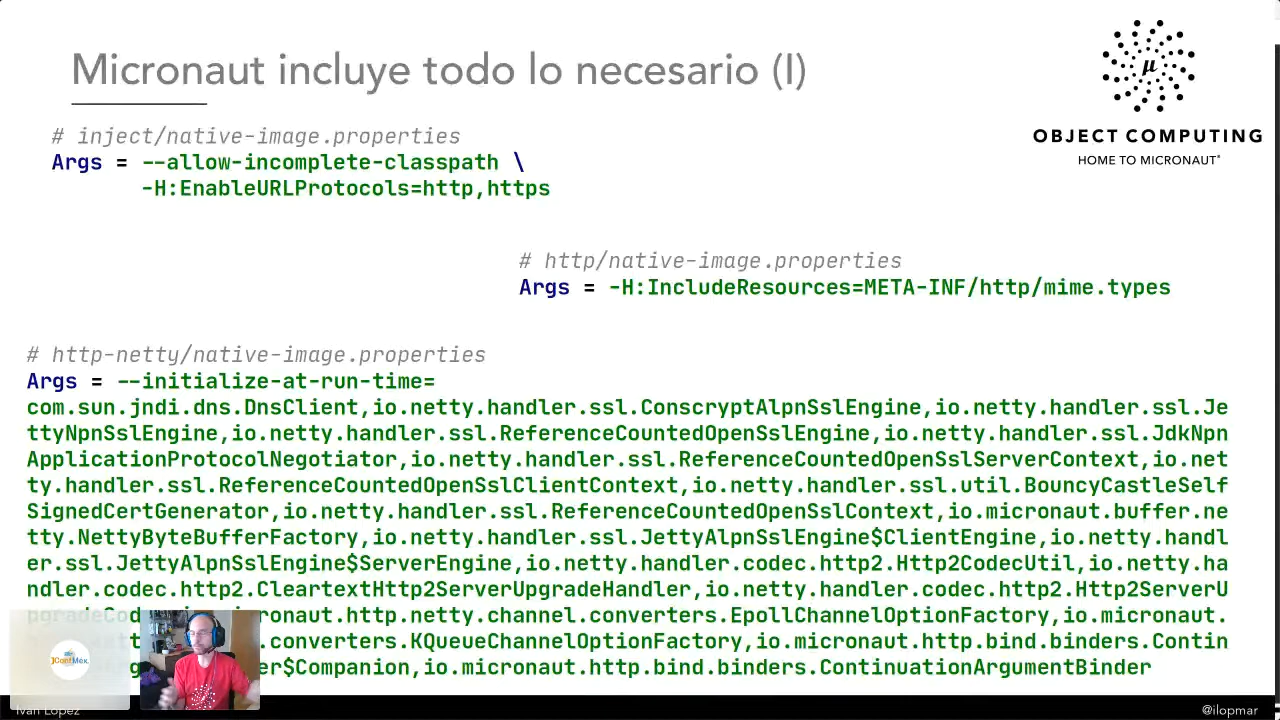 Micronaut incluye todo lo necesario (I)
μ
OBJECT COMPUTING
HOME TO MICRONAUT®
# inject/native-image.properties
Args = --allow-incomplete-classpath \
-H:EnableURLProtocols=http,https
# http/native-image.properties
Args = -H:IncludeResources=META-INF/http/mime.types
# http-netty/native-image.properties
Args = --initialize-at-run-time=
com.sun.jndi.dns.DnsClient,io.netty.handler.ssl.ConscryptAlpnSslEngine,io.netty.handler.ssl.Je
ttyNpnSslEngine,io.netty.handler.ssl.ReferenceCountedOpenSslEngine,io.netty.handler.ssl.JdkNpn
ApplicationProtocolNegotiator,io.netty.handler.ssl.ReferenceCountedOpenSslServerContext,io.net
ty.handler.ssl.ReferenceCountedOpenSslClientContext,io.netty.handler.ssl.util.BouncyCastleSelf
SignedCertGenerator,io.netty.handler.ssl.ReferenceCountedOpenSslContext,io.micronaut.buffer.ne
tty.NettyByteBufferFactory,io.netty.handler.ssl.JettyAlpnSslEngine$ClientEngine,io.netty.handl
er.ssl.JettyAlpnSslEngine$ServerEngine,io.netty.handler.codec.http2.Http2CodecUtil,io.netty.ha
ndler.codec.http2.CleartextHttp2ServerUpgradeHandler,io.netty.handler.codec.http2.Http2ServerU
pgradeCod micronaut.http.netty.channel.converters.EpollChannelOptionFactory,io.micronaut.
.converters.KQueueChannelOptionFactory,io.micronaut.http.bind.binders.Contin
er$Companion,io.micronaut.http.bind.binders.ContinuationArgumentBinder
JConfMex
Iván López
@ilopmar